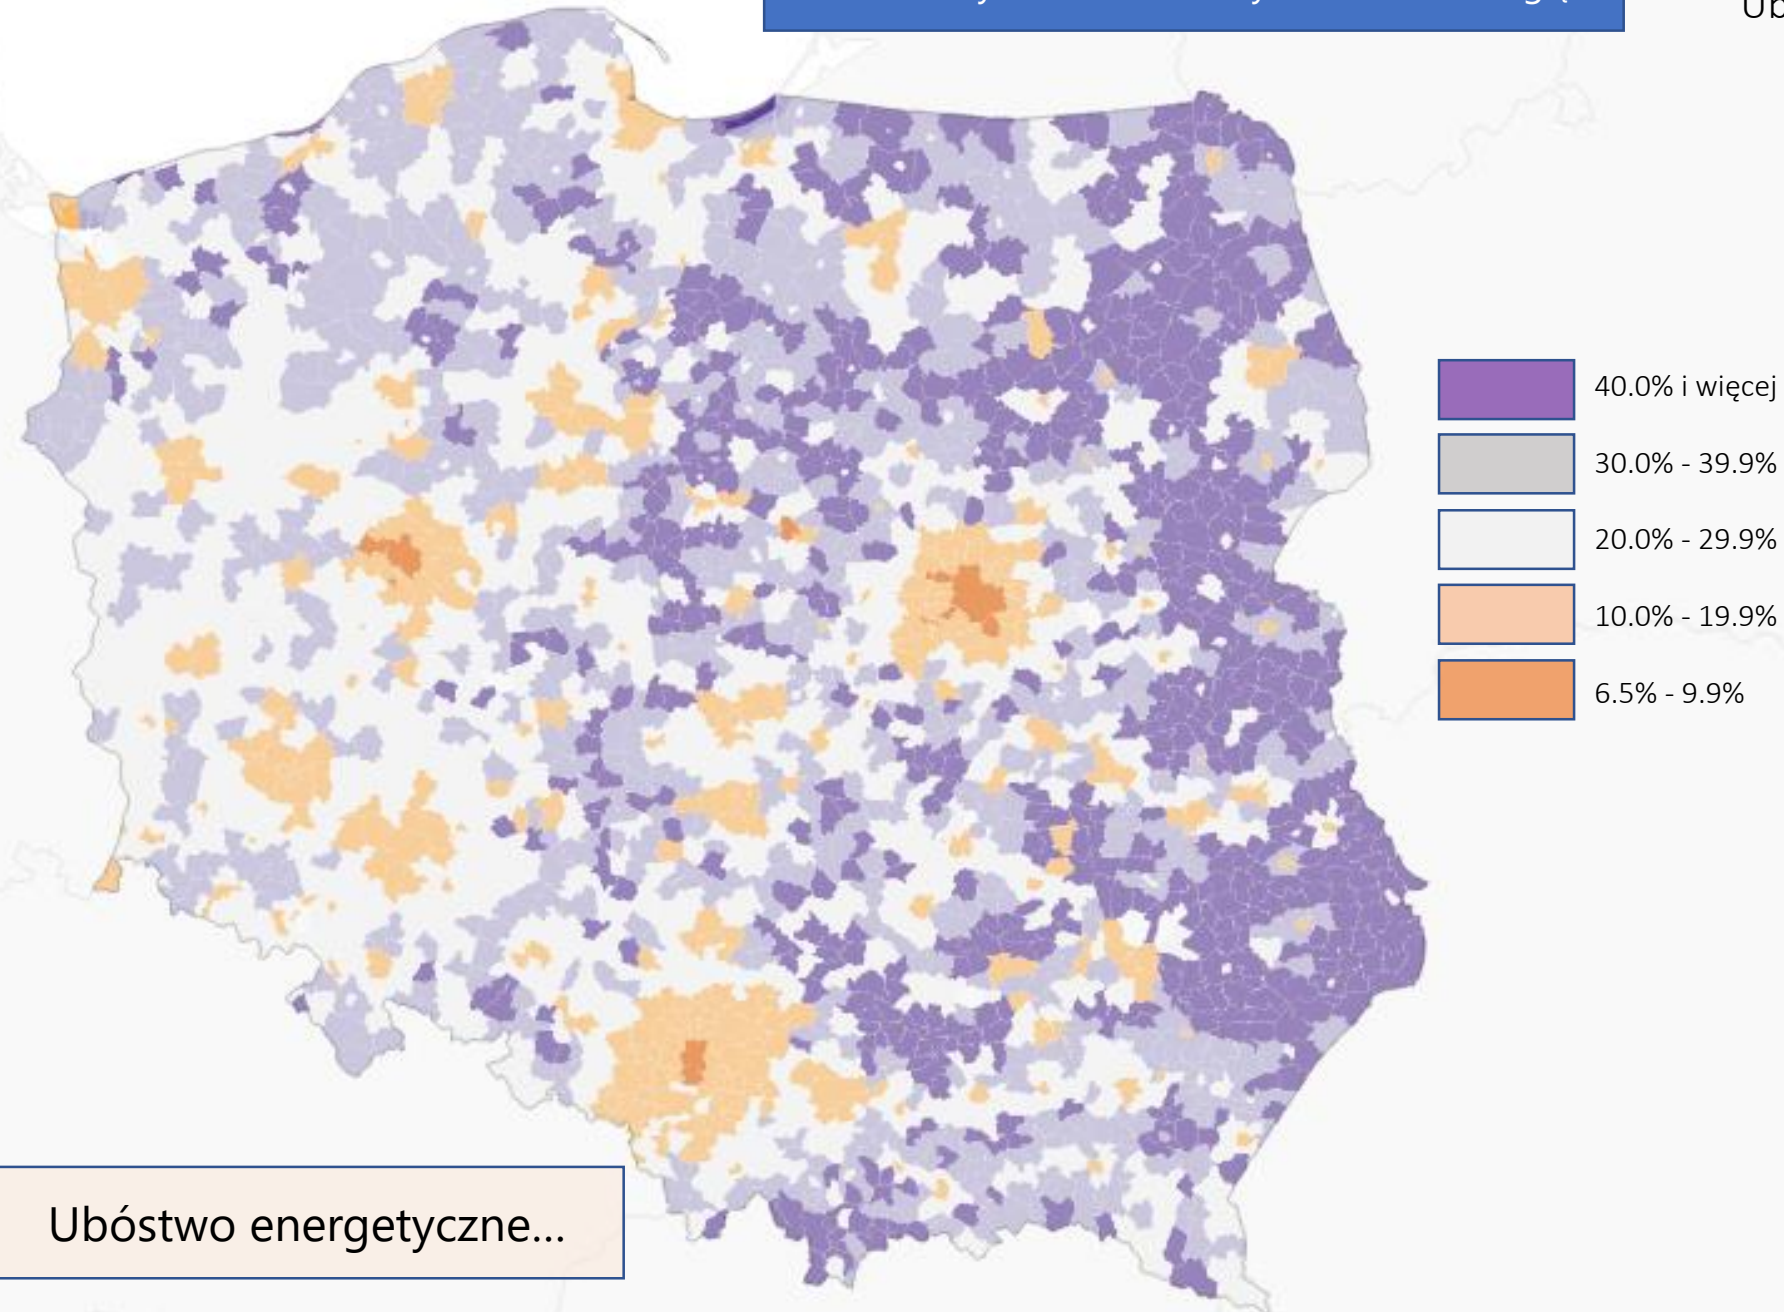 Ub
40.0% i więcej
30.0% - 39.9%
20.0% - 29.9%
10.0% - 19.9%
6.5% - 9.9%
Ubóstwo energetyczne...